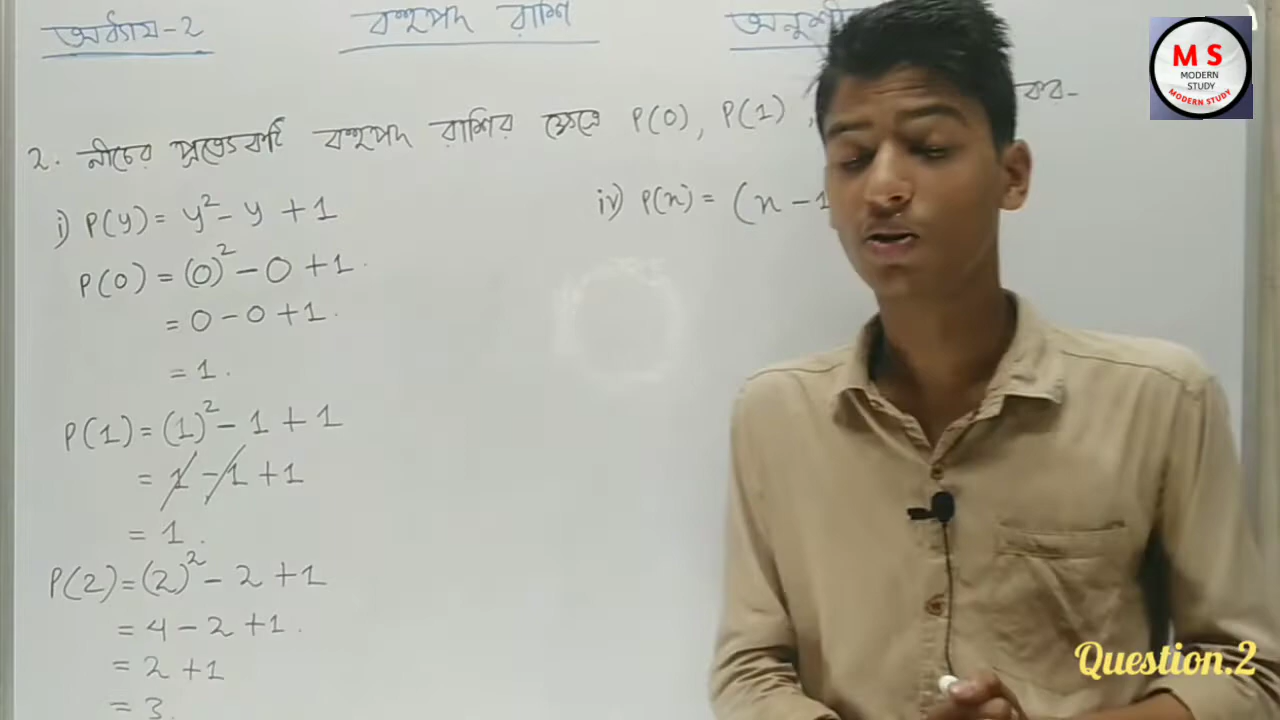 অধ্যায়-2 বহুপদ রাশি
M S
MODERN
STUDY
MODERN STUDY
2. নীচের প্রত্যেকটি বহুপদ রাশির ক্ষেত্রে P(0), P(1), কর-
i) P(y) = y² - y + 1
iv) P(x) = (x - 1
P(0) = (0)² - 0 + 1.
= 0 - 0 + 1.
= 1.
P(1) = (1)² - 1 + 1
= 1 - 1 + 1
= 1.
P(2) = (2)² - 2 + 1
= 4 - 2 + 1.
= 2 + 1
= 3.
Question.2